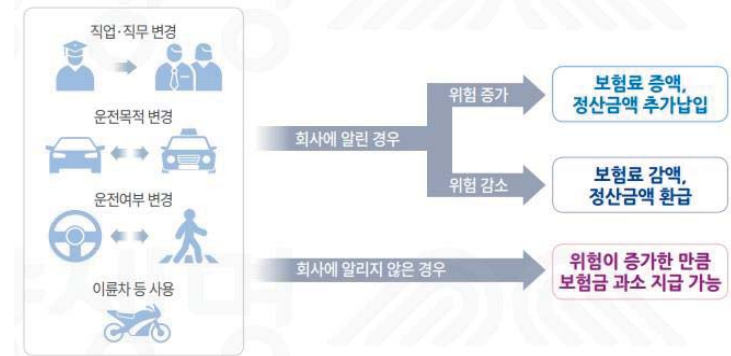 직업·직무 변경
운전목적 변경
운전여부 변경
이륜차 등 사용
회사에 알린 경우
위험 증가
보험료 증액,
정산금액 추가납입
위험 감소
보험료 감액,
정산금액 환급
회사에 알리지 않은 경우
위험이 증가한 만큼
보험금 과소 지급 가능